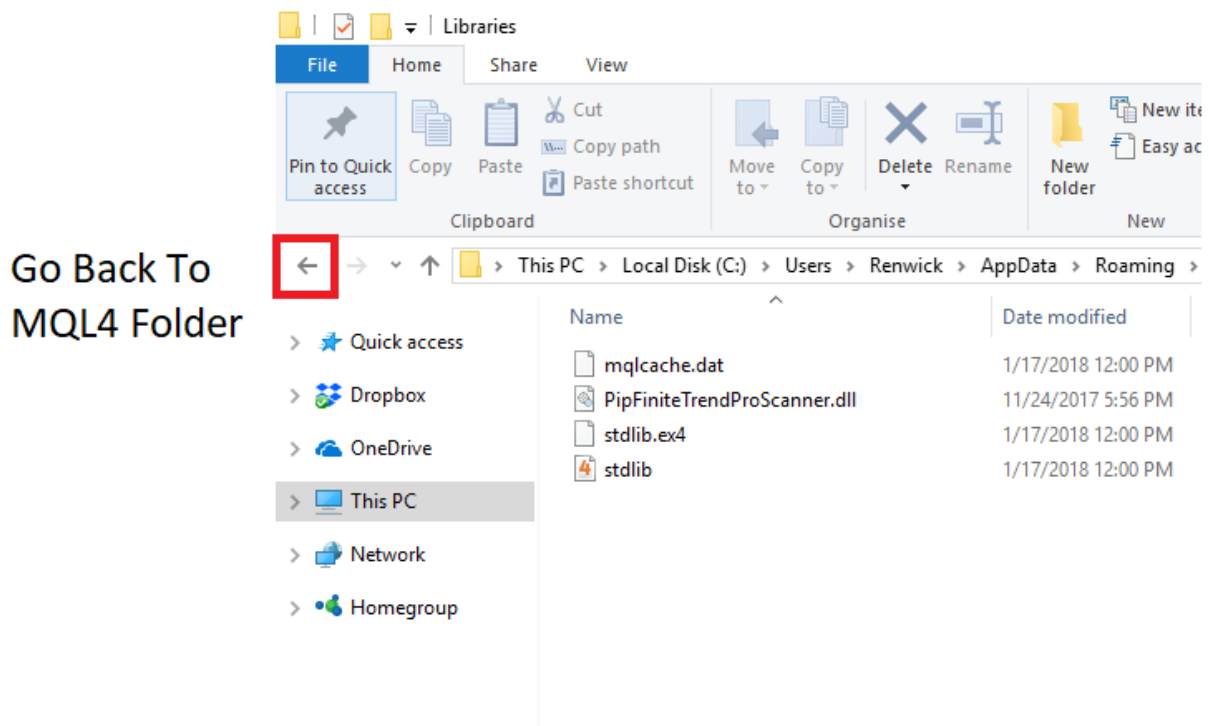 Libraries
File Home Share View
Pin to Quick access
Copy
Paste
Cut
Copy path
Paste shortcut
Move to
Copy to
Delete
Rename
New folder
New ite
Easy ac
Clipboard
Organise
New
Go Back To
MQL4 Folder
This PC > Local Disk (C:) > Users > Renwick > AppData > Roaming >
Name Date modified
Quick access
Dropbox
OneDrive
This PC
Network
Homegroup
mqlcache.dat 1/17/2018 12:00 PM
PipFiniteTrendProScanner.dll 11/24/2017 5:56 PM
stdlib.ex4 1/17/2018 12:00 PM
stdlib 1/17/2018 12:00 PM